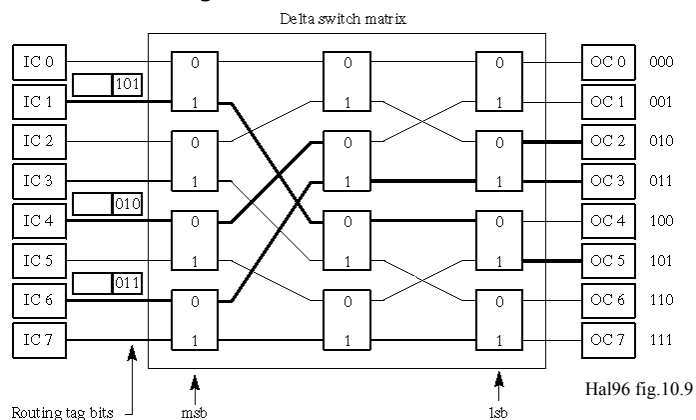 Delta switch matrix
IC 0 0 0 0 OC 0 000
101
IC 1 1 1 1 OC 1 001
IC 2 0 0 0 OC 2 010
IC 3 1 1 1 OC 3 011
010
IC 4 0 0 0 OC 4 100
IC 5 1 1 1 OC 5 101
011
IC 6 0 0 0 OC 6 110
IC 7 1 1 1 OC 7 111
Hal96 fig.10.9
Routing tag bits msb lsb